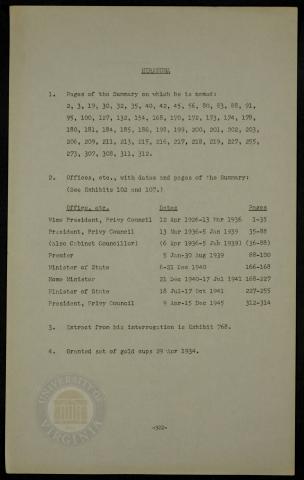 HIRANUMA
1. Pages of the Summary on which he is named:
2, 3, 19, 30, 32, 35, 40, 42, 45, 56, 80, 83, 88, 91,
95, 100, 127, 132, 154, 168, 170, 172, 173, 174, 178,
180, 181, 184, 185, 186, 198, 199, 200, 201, 202, 203,
206, 209, 211, 213, 215, 216, 217, 218, 219, 227, 255,
273, 307, 308, 311, 312.
2. Offices, etc., with dates and pages of the Summary:
(See Exhibits 102 and 107.)
Office, etc. Dates Pages
Vice President, Privy Council 12 Apr 1926-13 Mar 1936 1-35
President, Privy Council 13 Mar 1936-5 Jan 1939 35-88
(also Cabinet Councillor) (6 Apr 1936-5 Jan 1939) (36-88)
Premier 5 Jan-30 Aug 1939 88-100
Minister of State 6-21 Dec 1940 166-168
Home Minister 21 Dec 1940-17 Jul 1941 168-227
Minister of State 18 Jul-17 Oct 1941 227-255
President, Privy Council 9 Apr-15 Dec 1945 312-314
3. Extract from his interrogation is Exhibit 768.
4. Granted set of gold cups 29 Apr 1934.
-322-
UNIVERSITY of VIRGINIA